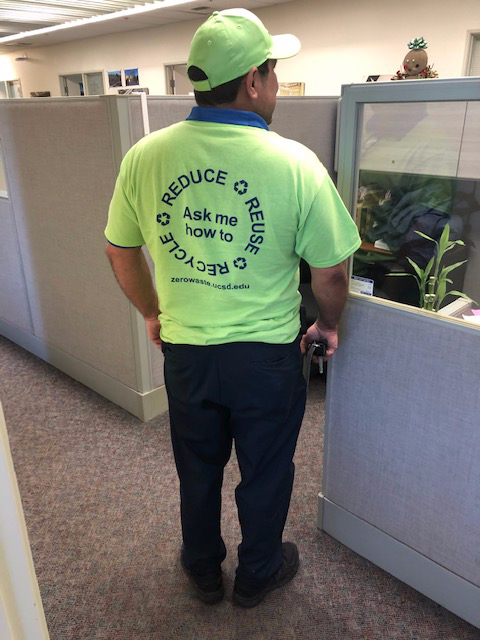 REDUCE REUSE RECYCLE
Ask me
how to
zerowaste.ucsd.edu